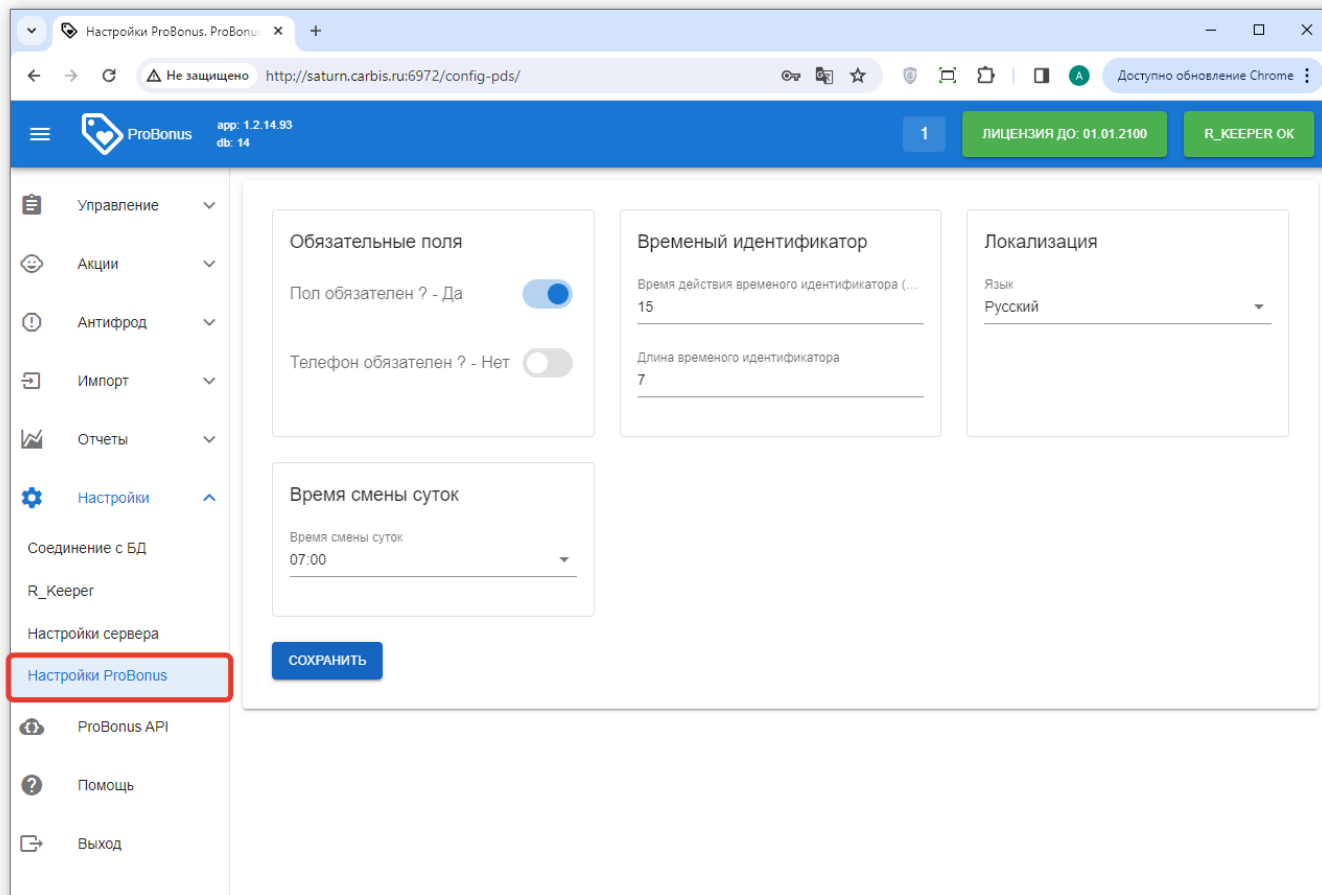 Настройки ProBonus. ProBonu
Не защищено http://saturn.carbis.ru:6972/config-pds/
A
Доступно обновление Chrome
ProBonus
app: 1.2.14.93
db: 14
1
ЛИЦЕНЗИЯ ДО: 01.01.2100
R_KEEPER OK
Управление
Акции
Антифрод
Импорт
Отчеты
Настройки
Соединение с БД
R_Keeper
Настройки сервера
Настройки ProBonus
ProBonus API
Помощь
Выход
Обязательные поля
Пол обязателен ? - Да
Телефон обязателен ? - Нет
Временый идентификатор
Время действия временого идентификатора (...
15
Длина временого идентификатора
7
Локализация
Язык
Русский
Время смены суток
Время смены суток
07:00
СОХРАНИТЬ